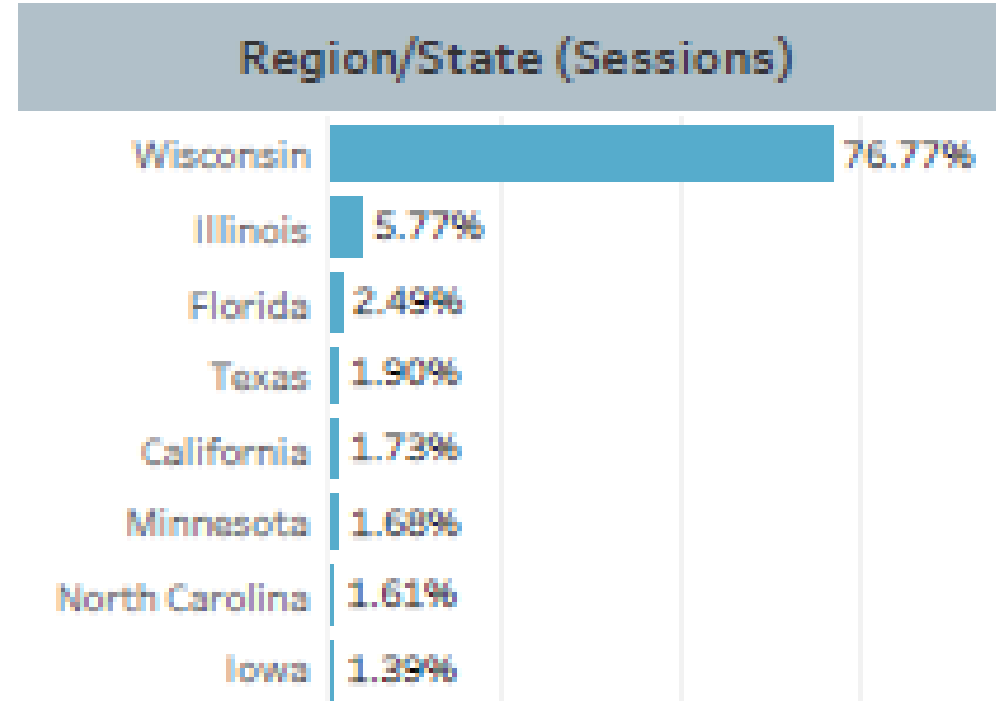 Region/State (Sessions)
Wisconsin 76.77%
Illinois 5.77%
Florida 2.49%
Texas 1.90%
California 1.73%
Minnesota 1.68%
North Carolina 1.61%
Iowa 1.39%